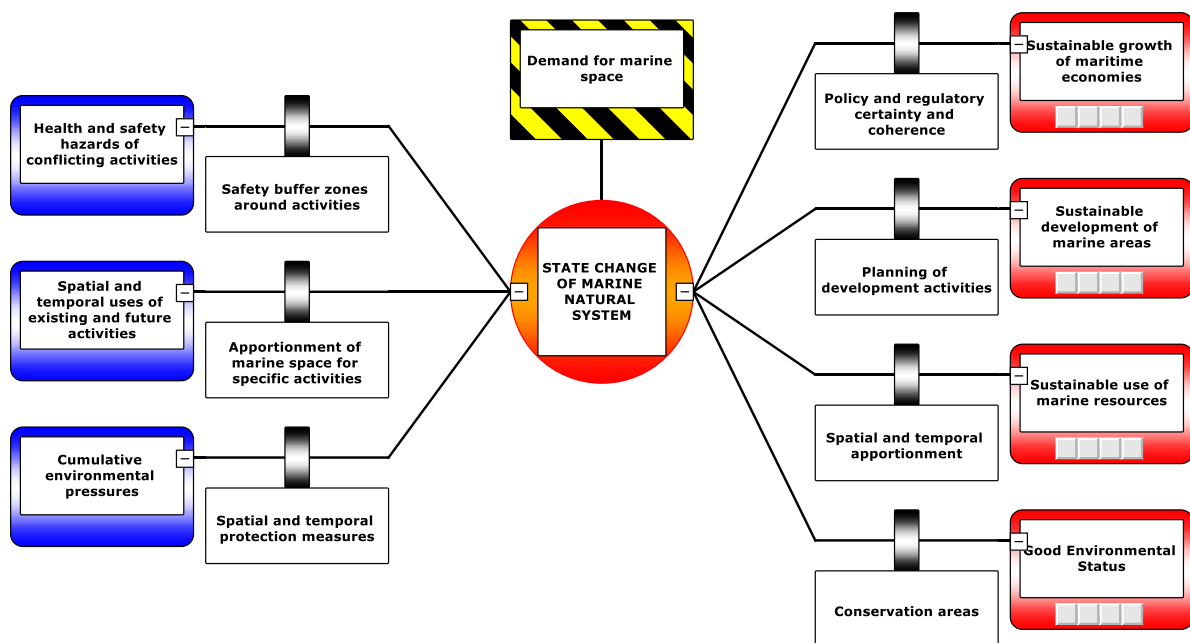 Demand for marine
space
Health and safety
hazards of
conflicting activities
Safety buffer zones
around activities
Spatial and
temporal uses of
existing and future
activities
Apportionment of
marine space for
specific activities
Cumulative
environmental
pressures
Spatial and temporal
protection measures
STATE CHANGE
OF MARINE
NATURAL
SYSTEM
Policy and regulatory
certainty and
coherence
Sustainable growth
of maritime
economies
Planning of
development activities
Sustainable
development of
marine areas
Spatial and temporal
apportionment
Sustainable use of
marine resources
Conservation areas
Good Environmental
Status